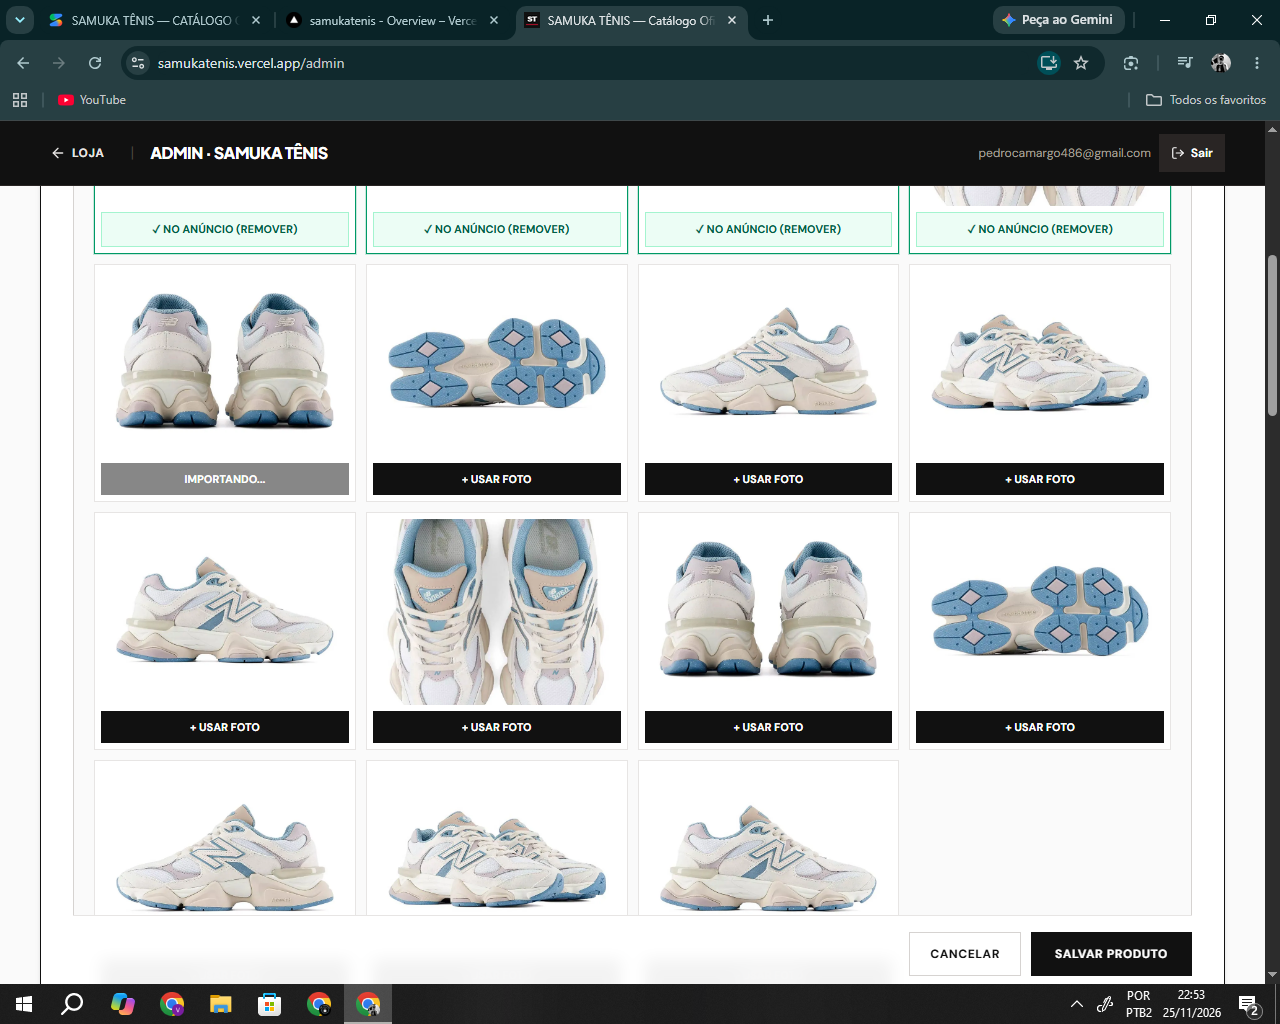 SAMUKA TÊNIS — CATÁLOGO O
samukatenis - Overview – Verce
SAMUKA TÊNIS — Catálogo Ofi
Peça ao Gemini
samukatenis.vercel.app/admin
YouTube
Todos os favoritos
LOJA
ADMIN · SAMUKA TÊNIS
pedrocamargo486@gmail.com
Sair
✓ NO ANÚNCIO (REMOVER)
✓ NO ANÚNCIO (REMOVER)
✓ NO ANÚNCIO (REMOVER)
✓ NO ANÚNCIO (REMOVER)
IMPORTANDO...
+ USAR FOTO
+ USAR FOTO
+ USAR FOTO
+ USAR FOTO
+ USAR FOTO
+ USAR FOTO
+ USAR FOTO
CANCELAR
SALVAR PRODUTO
POR
PTB2
22:53
25/11/2026
2